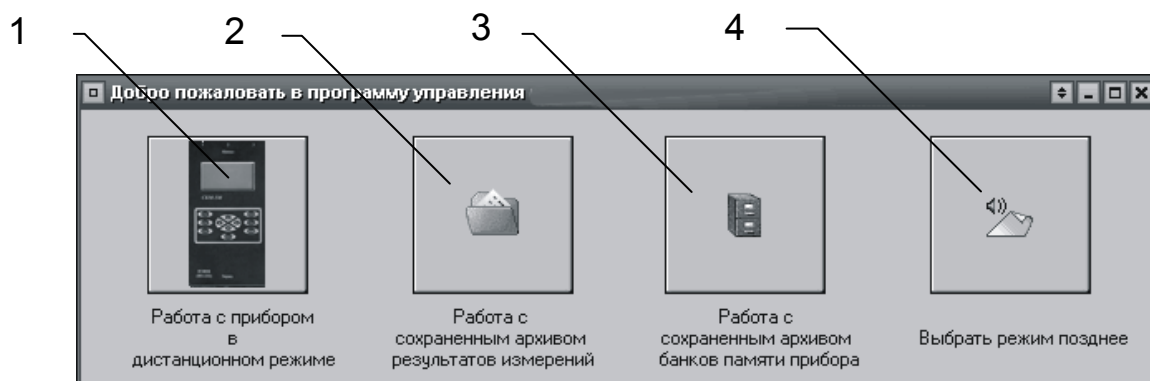 1 2 3 4
Добро пожаловать в программу управления
Работа с прибором
в
дистанционном режиме
Работа с
сохраненным архивом
результатов измерений
Работа с
сохраненным архивом
банков памяти прибора
Выбрать режим позднее